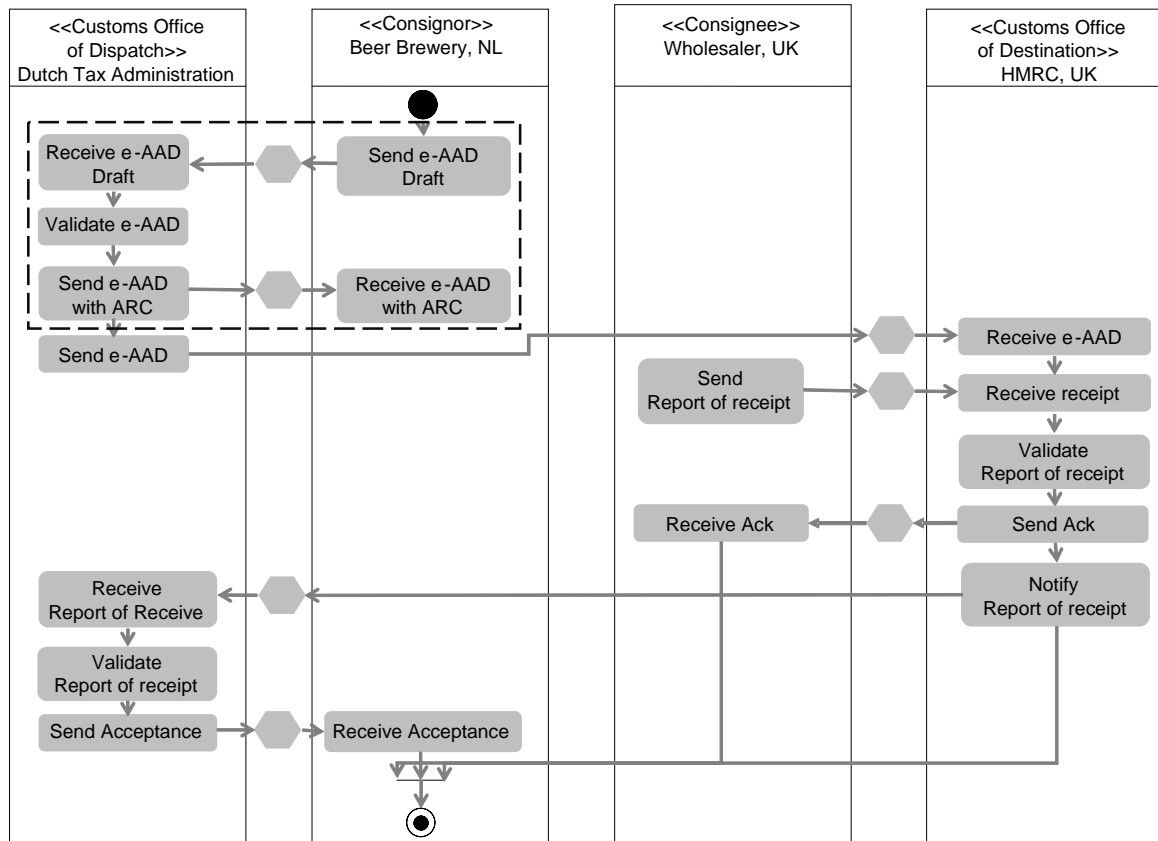 <<Customs Office
of Dispatch>>
Dutch Tax Administration
<<Consignor>>
Beer Brewery, NL
<<Consignee>>
Wholesaler, UK
<<Customs Office
of Destination>>
HMRC, UK
Receive e-AAD
Draft
Send e-AAD
Draft
Validate e-AAD
Send e-AAD
with ARC
Receive e-AAD
with ARC
Send e-AAD
Receive e-AAD
Send
Report of receipt
Receive receipt
Validate
Report of receipt
Receive Ack
Send Ack
Receive
Report of Receive
Notify
Report of receipt
Validate
Report of receipt
Send Acceptance
Receive Acceptance